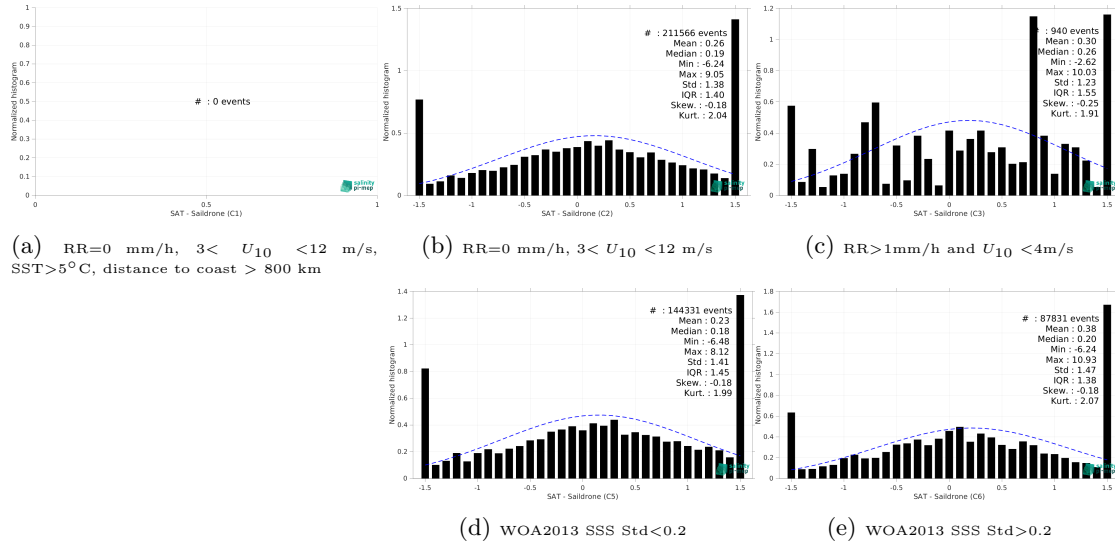 1
0.9
0.8
0.7
0.6
0.5
0.4
0.3
0.2
0.1
0
Normalized histogram
# : 0 events
salinity
pi-mep
0
0.5
1
SAT - Saildrone (C1)
(a) RR=0 mm/h, 3< U10 <12 m/s,
SST>5°C, distance to coast > 800 km
1.5
1
0.5
0
Normalized histogram
# : 211566 events
Mean : 0.26
Median : 0.19
Min : -6.24
Max : 9.05
Std : 1.38
IQR : 1.40
Skew. : -0.18
Kurt. : 2.04
salinity
pi-mep
-1.5
-1
-0.5
0
0.5
1
1.5
SAT - Saildrone (C2)
(b) RR=0 mm/h, 3< U10 <12 m/s
1.2
1
0.8
0.6
0.4
0.2
0
Normalized histogram
# : 940 events
Mean : 0.30
Median : 0.26
Min : -2.62
Max : 10.03
Std : 1.23
IQR : 1.55
Skew. : -0.25
Kurt. : 1.91
-1.5
-1
-0.5
0
0.5
1
1.5
SAT - Saildrone (C3)
(c) RR>1mm/h and U10 <4m/s
1.4
1.2
1
0.8
0.6
0.4
0.2
0
Normalized histogram
# : 144331 events
Mean : 0.23
Median : 0.18
Min : -6.48
Max : 8.12
Std : 1.41
IQR : 1.45
Skew. : -0.18
Kurt. : 1.99
-1.5
-1
-0.5
0
0.5
1
1.5
SAT - Saildrone (C5)
(d) WOA2013 SSS Std<0.2
1.8
1.6
1.4
1.2
1
0.8
0.6
0.4
0.2
0
Normalized histogram
# : 87831 events
Mean : 0.38
Median : 0.20
Min : -6.24
Max : 10.93
Std : 1.47
IQR : 1.38
Skew. : -0.18
Kurt. : 2.07
-1.5
-1
-0.5
0
0.5
1
1.5
SAT - Saildrone (C6)
(e) WOA2013 SSS Std>0.2